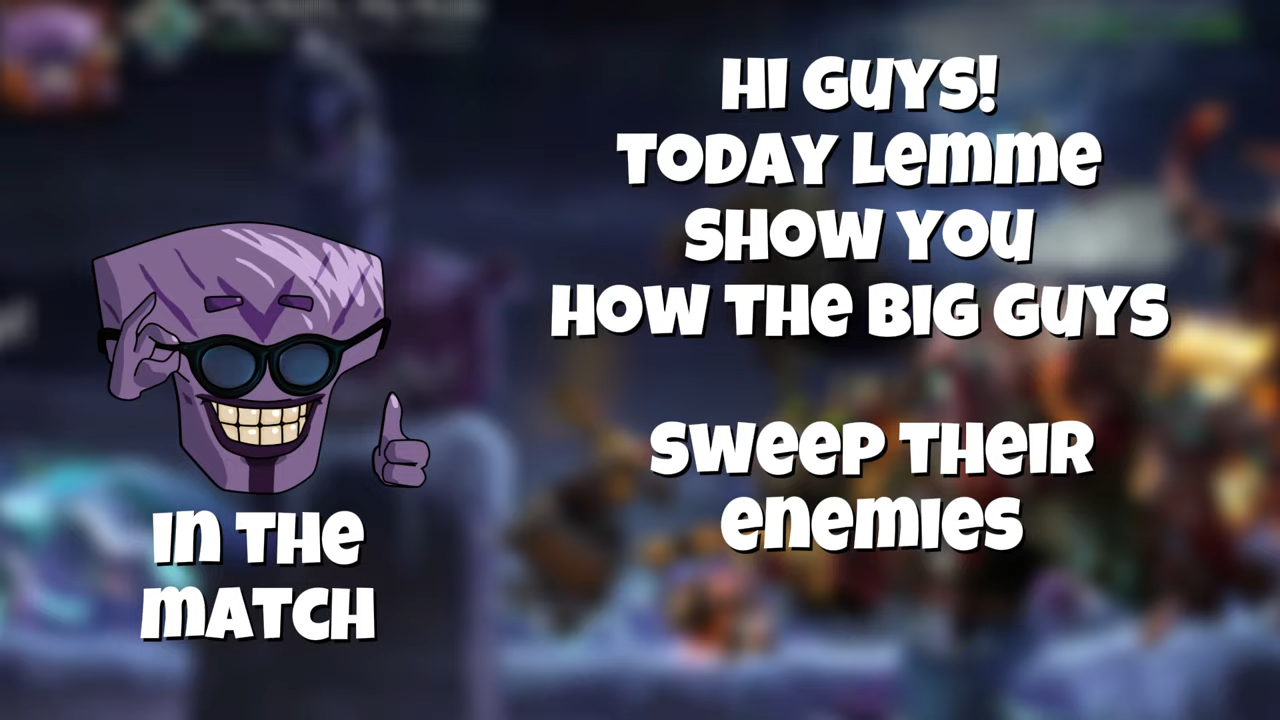 HI GUYS!
TODAY Lemme
SHOW YOU
HOW THE BIG GUYS
SWEEP THEIR
enemies
In THE
mATCH